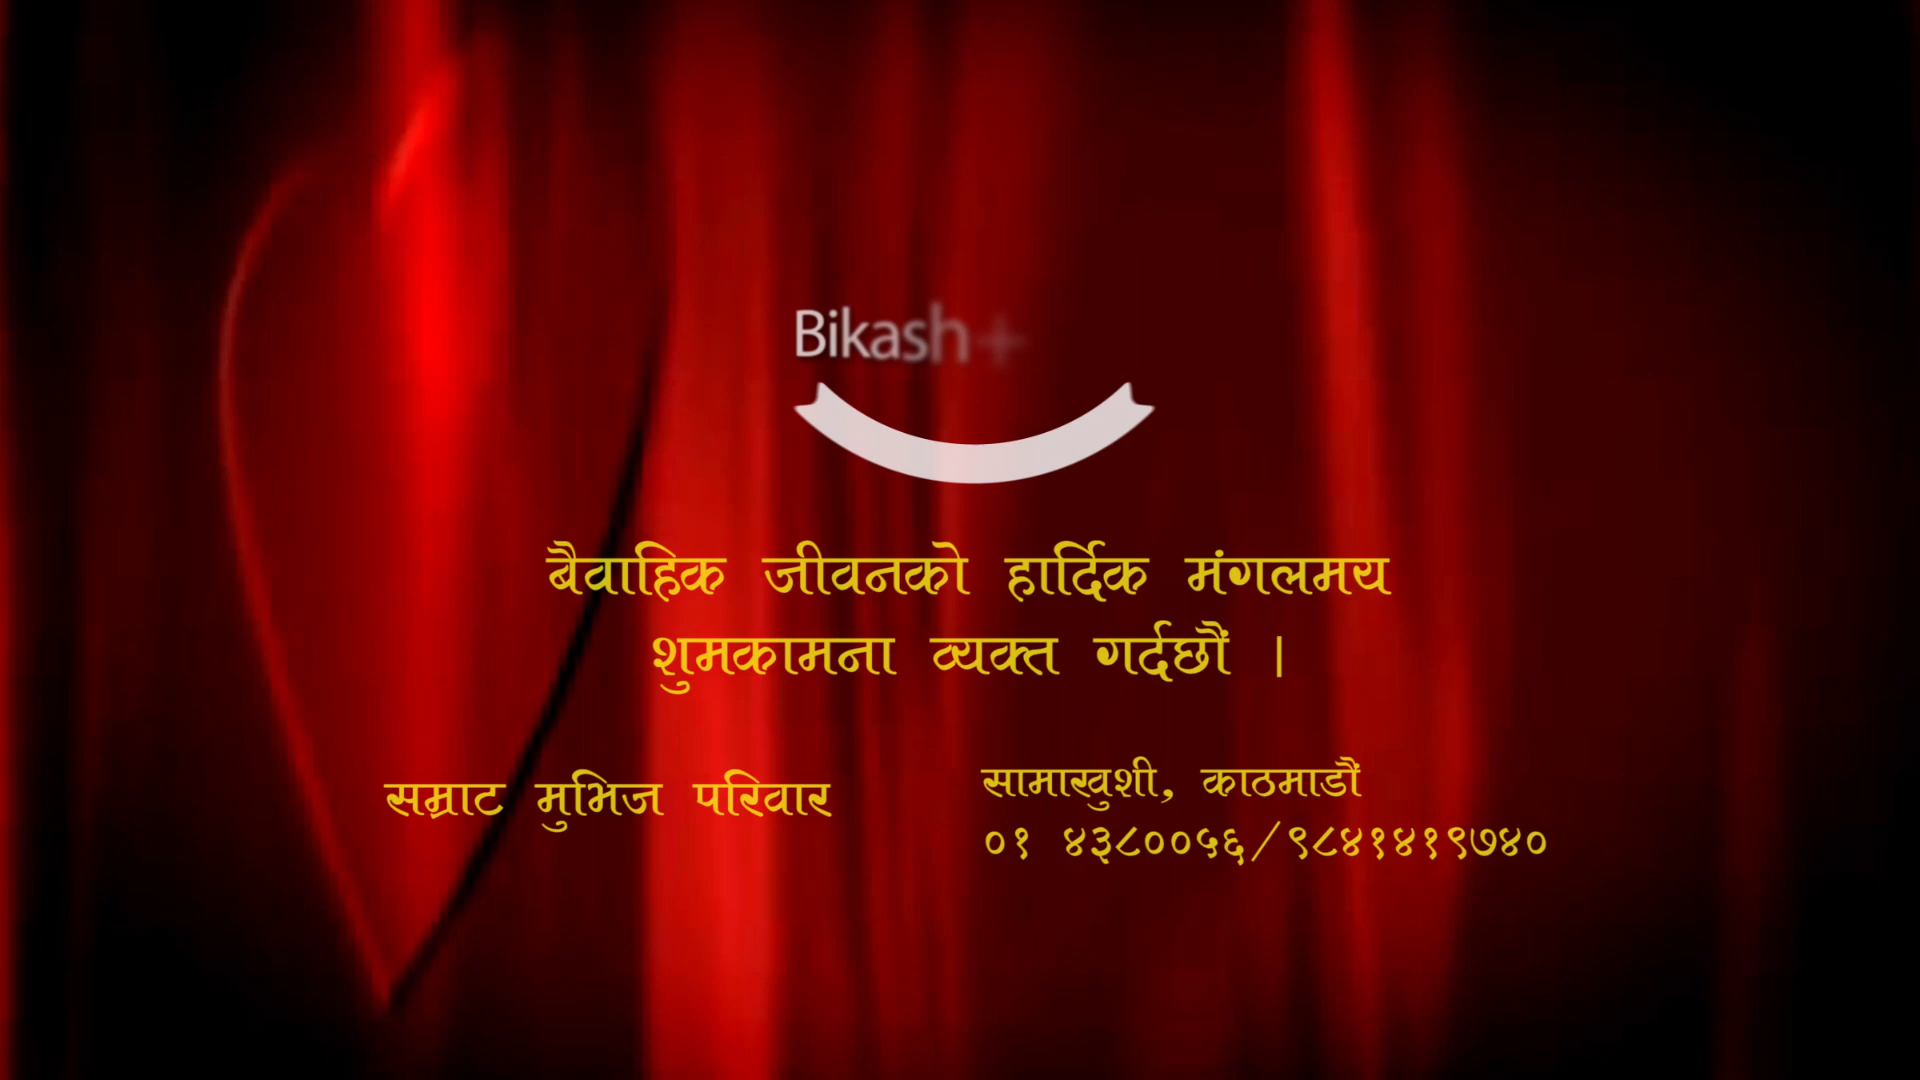 Bikash+
बैवाहिक जीवनको हार्दिक मंगलमय
शुमकामना व्यक्त गर्दछौं ।
सम्राट मुभिज परिवार
सामाखुशी, काठमाडौं
०१ ४३८००५६/९८४१४१९७४०